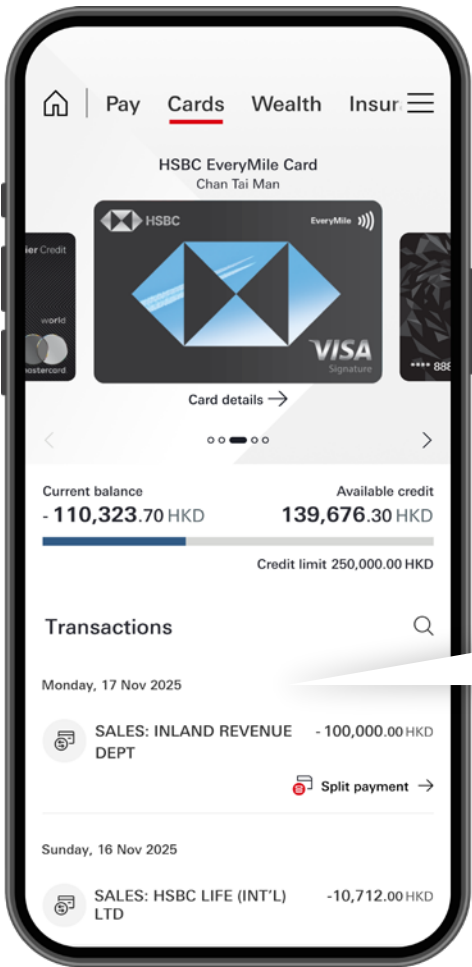 Pay Cards Wealth Insur
HSBC EveryMile Card
Chan Tai Man
ier Credit
world
mastercard
HSBC
EveryMile
VISA
Signature
•••• 888
Card details →
Current balance
Available credit
- 110,323.70 HKD
139,676.30 HKD
Credit limit 250,000.00 HKD
Transactions
Monday, 17 Nov 2025
SALES: INLAND REVENUE
DEPT
- 100,000.00 HKD
Split payment →
Sunday, 16 Nov 2025
SALES: HSBC LIFE (INT'L)
LTD
-10,712.00 HKD